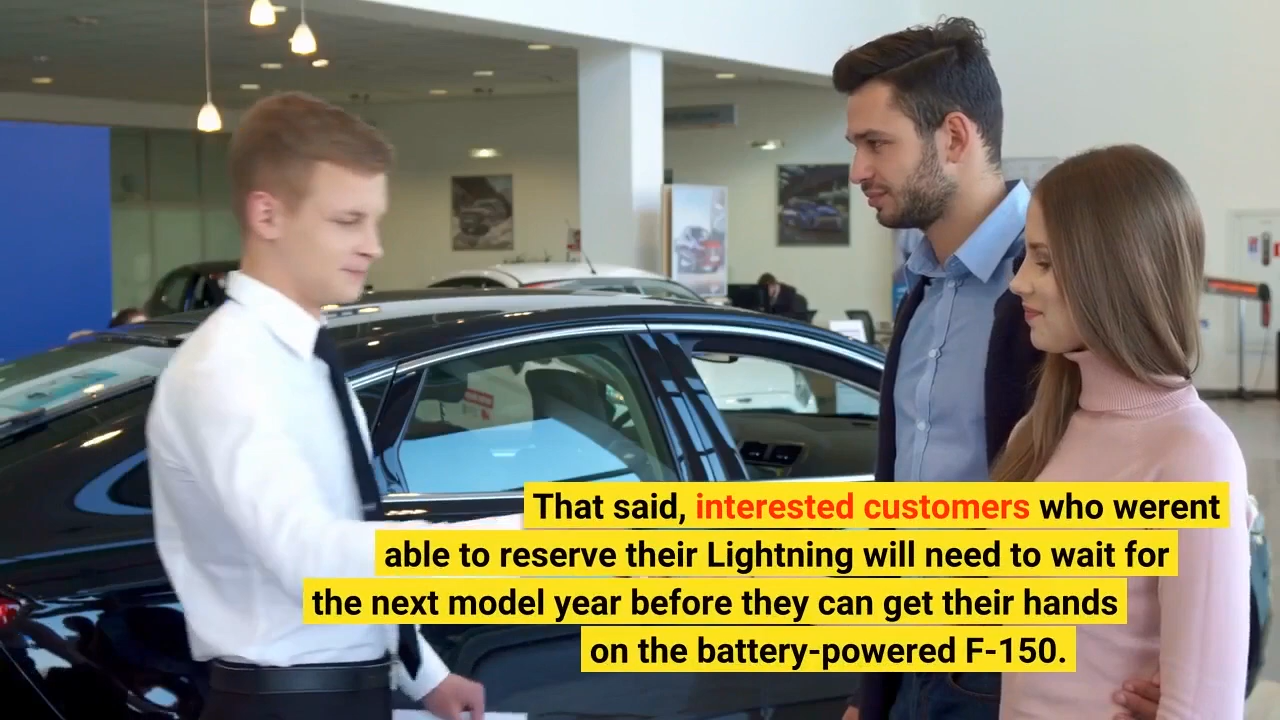 That said, interested customers who werent
able to reserve their Lightning will need to wait for
the next model year before they can get their hands
on the battery-powered F-150.